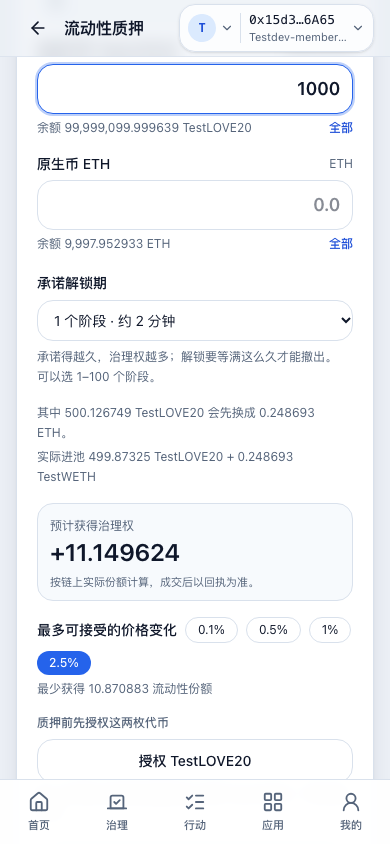 流动性质押
T
0x15d3…6A65
Testdev-member...
1000
余额 99,999,099.999639 TestLOVE20
全部
原生币 ETH
ETH
0.0
余额 9,997.952933 ETH
全部
承诺解锁期
1 个阶段 · 约 2 分钟
承诺得越久，治理权越多；解锁要等满这么久才能撤出。
可以选 1–100 个阶段。
其中 500.126749 TestLOVE20 会先换成 0.248693
ETH。
实际进池 499.87325 TestLOVE20 + 0.248693
TestWETH
预计获得治理权
+11.149624
按链上实际份额计算，成交后以回执为准。
最多可接受的价格变化
0.1%
0.5%
1%
2.5%
最少获得 10.870883 流动性份额
质押前先授权这两枚代币
授权 TestLOVE20
首页
治理
行动
应用
我的